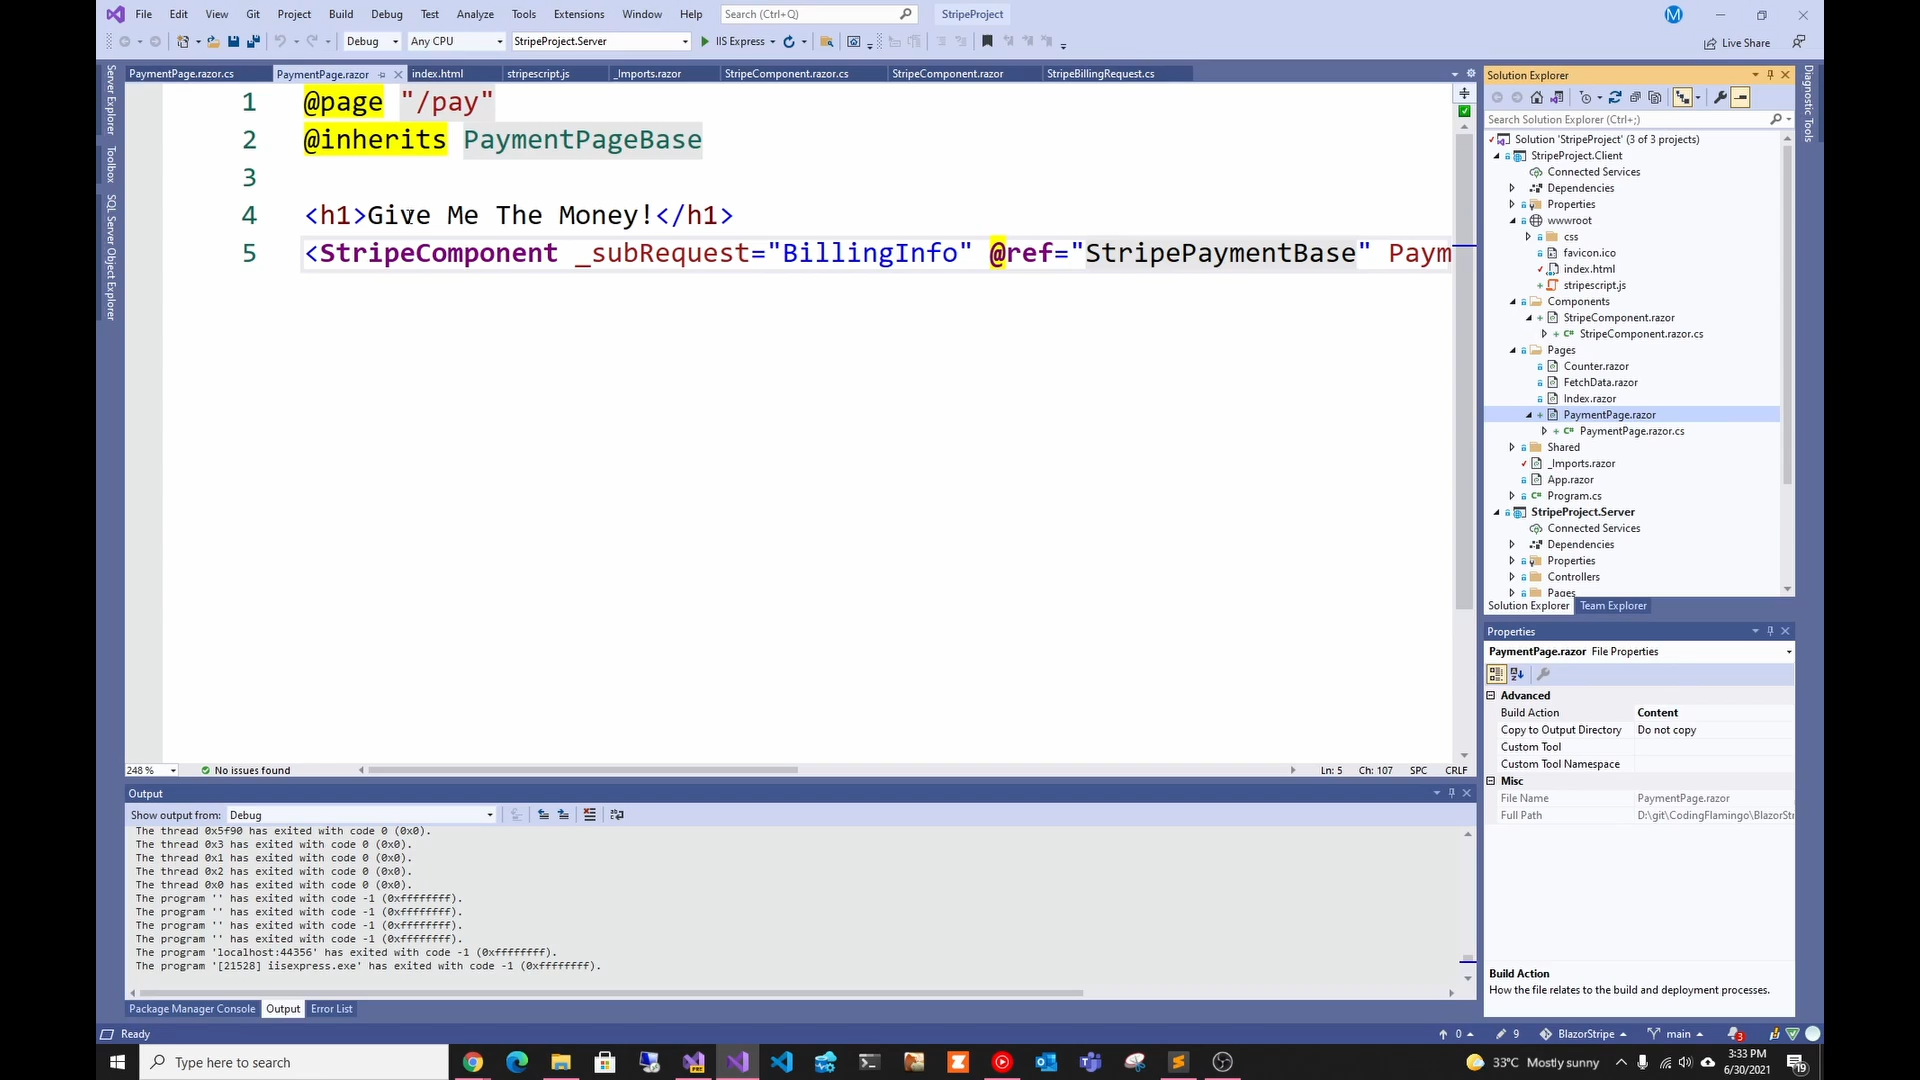 File Edit View Git Project Build Debug Test Analyze Tools Extensions Window Help Search (Ctrl+Q) StripeProject M
Debug Any CPU StripeProject.Server IIS Express Live Share
PaymentPage.razor.cs PaymentPage.razor index.html stripescript.js _Imports.razor StripeComponent.razor.cs StripeComponent.razor StripeBillingRequest.cs
Server Explorer
Toolbox
SQL Server Object Explorer
1 @page "/pay"
2 @inherits PaymentPageBase
3
4 <h1>Give Me The Money!</h1>
5 <StripeComponent _subRequest="BillingInfo" @ref="StripePaymentBase" Paym
248 % No issues found Ln: 5 Ch: 107 SPC CRLF
Output
Show output from: Debug
The thread 0x5f90 has exited with code 0 (0x0).
The thread 0x3 has exited with code 0 (0x0).
The thread 0x1 has exited with code 0 (0x0).
The thread 0x2 has exited with code 0 (0x0).
The thread 0x0 has exited with code 0 (0x0).
The program '' has exited with code -1 (0xffffffff).
The program '' has exited with code -1 (0xffffffff).
The program '' has exited with code -1 (0xffffffff).
The program '' has exited with code -1 (0xffffffff).
The program 'localhost:44356' has exited with code -1 (0xffffffff).
The program '[21528] iisexpress.exe' has exited with code -1 (0xffffffff).
Package Manager Console Output Error List
Solution Explorer
Search Solution Explorer (Ctrl+;)
Solution 'StripeProject' (3 of 3 projects)
StripeProject.Client
Connected Services
Dependencies
Properties
wwwroot
css
favicon.ico
index.html
stripescript.js
Components
StripeComponent.razor
StripeComponent.razor.cs
Pages
Counter.razor
FetchData.razor
Index.razor
PaymentPage.razor
PaymentPage.razor.cs
Shared
_Imports.razor
App.razor
Program.cs
StripeProject.Server
Connected Services
Dependencies
Properties
Controllers
Pages
Solution Explorer Team Explorer
Diagnostic Tools
Properties
PaymentPage.razor File Properties
Advanced
Build Action Content
Copy to Output Directory Do not copy
Custom Tool
Custom Tool Namespace
Misc
File Name PaymentPage.razor
Full Path D:\git\CodingFlamingo\BlazorStr
Build Action
How the file relates to the build and deployment processes.
Ready 0 9 BlazorStripe main 3
Type here to search 33°C Mostly sunny 3:33 PM
6/30/2021 19